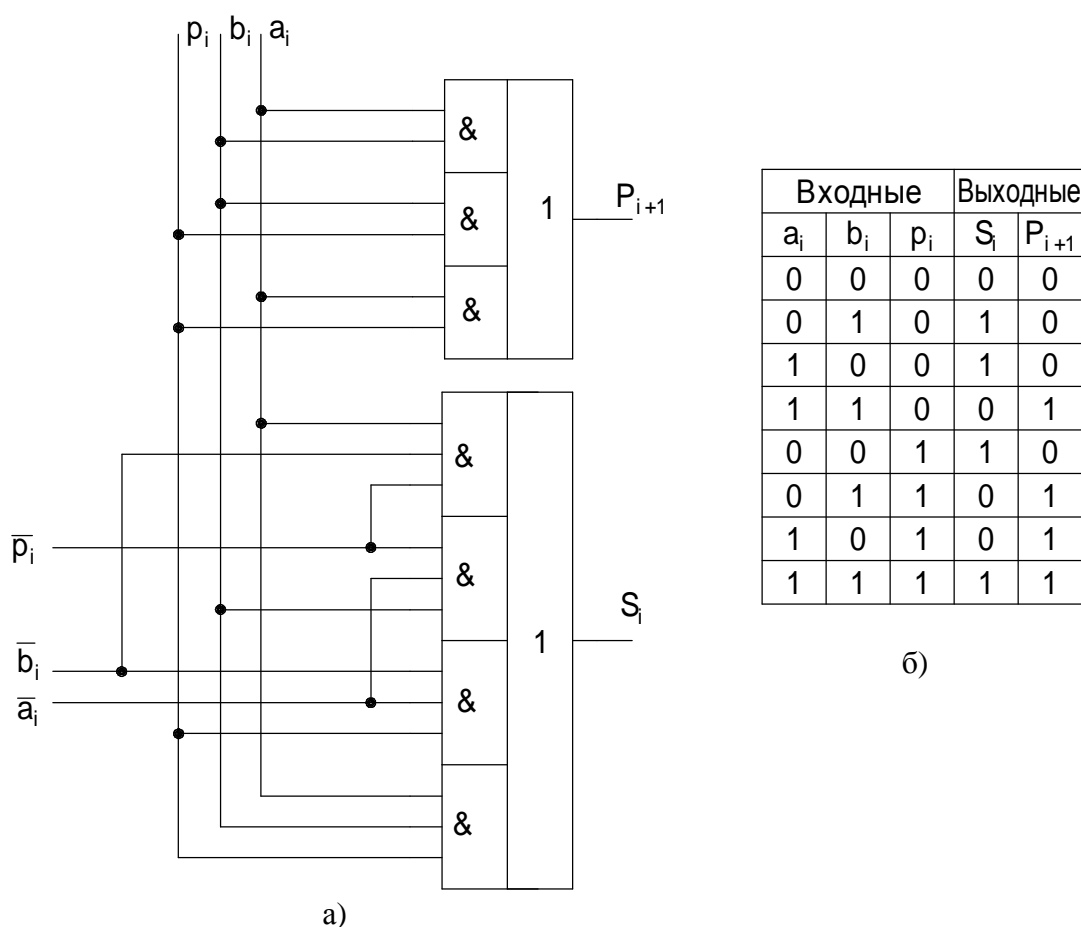 pᵢ bᵢ aᵢ
&
&
1
Pᵢ₊₁
&
&
p̅ᵢ
&
Sᵢ
1
b̅ᵢ
a̅ᵢ
&
&
а)
Входные Выходные
aᵢ bᵢ pᵢ Sᵢ Pᵢ₊₁
0 0 0 0 0
0 1 0 1 0
1 0 0 1 0
1 1 0 0 1
0 0 1 1 0
0 1 1 0 1
1 0 1 0 1
1 1 1 1 1
б)